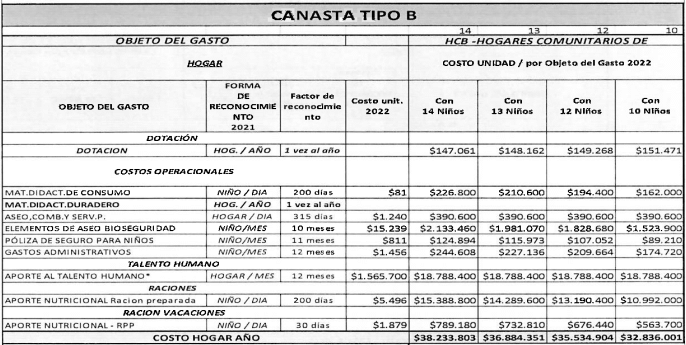 CANASTA TIPO B
14 13 12 10
OBJETO DEL GASTO HCB -HOGARES COMUNITARIOS DE
HOGAR COSTO UNIDAD / por Objeto del Gasto 2022
OBJETO DEL GASTO FORMA DE RECONOCIMIE NTO 2021 Factor de reconocimie nto Costo unit. 2022 Con 14 Niños Con 13 Niños Con 12 Niños Con 10 Niños
DOTACIÓN
DOTACION HOG. / AÑO 1 vez al año $147.061 $148.162 $149.268 $151.471
COSTOS OPERACIONALES
MAT.DIDACT.DE CONSUMO NIÑO / DIA 200 días $81 $226.800 $210.600 $194.400 $162.000
MAT.DIDACT.DURADERO HOG. / AÑO 1 vez al año
ASEO,COMB.Y SERV.P. HOGAR / DIA 315 días $1.240 $390.600 $390.600 $390.600 $390.600
ELEMENTOS DE ASEO BIOSEGURIDAD NIÑO/MES 10 meses $15.239 $2.133.460 $1.981.070 $1.828.680 $1.523.900
PÓLIZA DE SEGURO PARA NIÑOS NIÑO/MES 11 meses $811 $124.894 $115.973 $107.052 $89.210
GASTOS ADMINISTRATIVOS NIÑO/MES 12 meses $1.456 $244.608 $227.136 $209.664 $174.720
TALENTO HUMANO
APORTE AL TALENTO HUMANO* HOGAR / MES 12 meses $1.565.700 $18.788.400 $18.788.400 $18.788.400 $18.788.400
RACIONES
APORTE NUTRICIONAL Racion preparada NIÑO / DIA 200 días $5.496 $15.388.800 $14.289.600 $13.190.400 $10.992.000
RACION VACACIONES
APORTE NUTRICIONAL - RPP NIÑO / DIA 30 días $1.879 $789.180 $732.810 $676.440 $563.700
COSTO HOGAR AÑO $38.233.803 $36.884.351 $35.534.904 $32.836.001